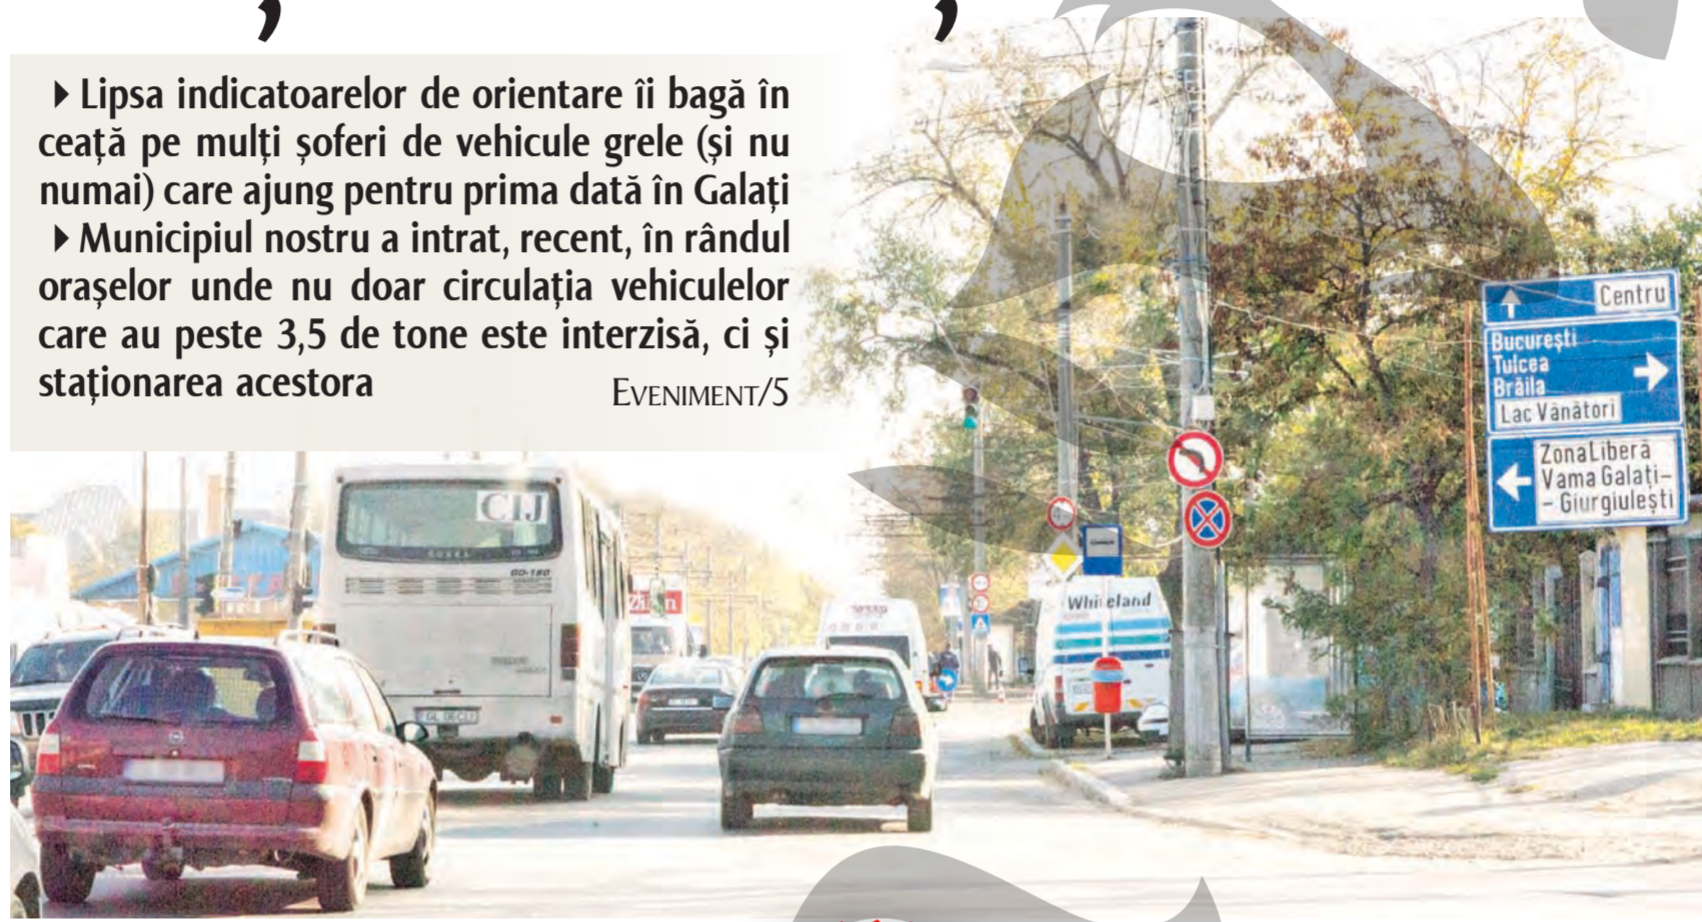 ▸ Lipsa indicatoarelor de orientare îi bagă în
ceață pe mulți șoferi de vehicule grele (și nu
numai) care ajung pentru prima dată în Galați
▸ Municipiul nostru a intrat, recent, în rândul
orașelor unde nu doar circulația vehiculelor
care au peste 3,5 de tone este interzisă, ci și
staționarea acestora
EVENIMENT/5
Centru
București
Tulcea
Brăila
Lac Vânători
Zona Liberă
Vama Galați-
- Giurgiulești
CIJ
GD-180
Whiteland